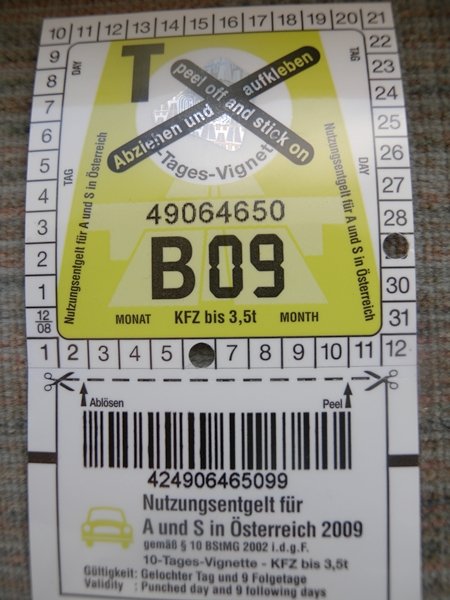 10 11 12 13 14 15 16 17 18 19 20 21
9 22
8 23
7 24
6 25
5 26
4 27
3 28
2
1 30
12/08 31
1 2 3 4 5 7 8 9 10 11 12
DAY
TAG
TAG
DAY
T
peel off and stick on
Abziehen und aufkleben
-Tages-Vignette
Nutzungsentgelt für A und S in Österreich
Nutzungsentgelt für A und S in Österreich
49064650
B09
MONAT KFZ bis 3,5t MONTH
Ablösen Peel
424906465099
Nutzungsentgelt für
A und S in Österreich 2009
gemäß § 10 BStMG 2002 i.d.g.F.
10-Tages-Vignette - KFZ bis 3,5t
Gültigkeit: Gelochter Tag und 9 Folgetage
Validity : Punched day and 9 following days